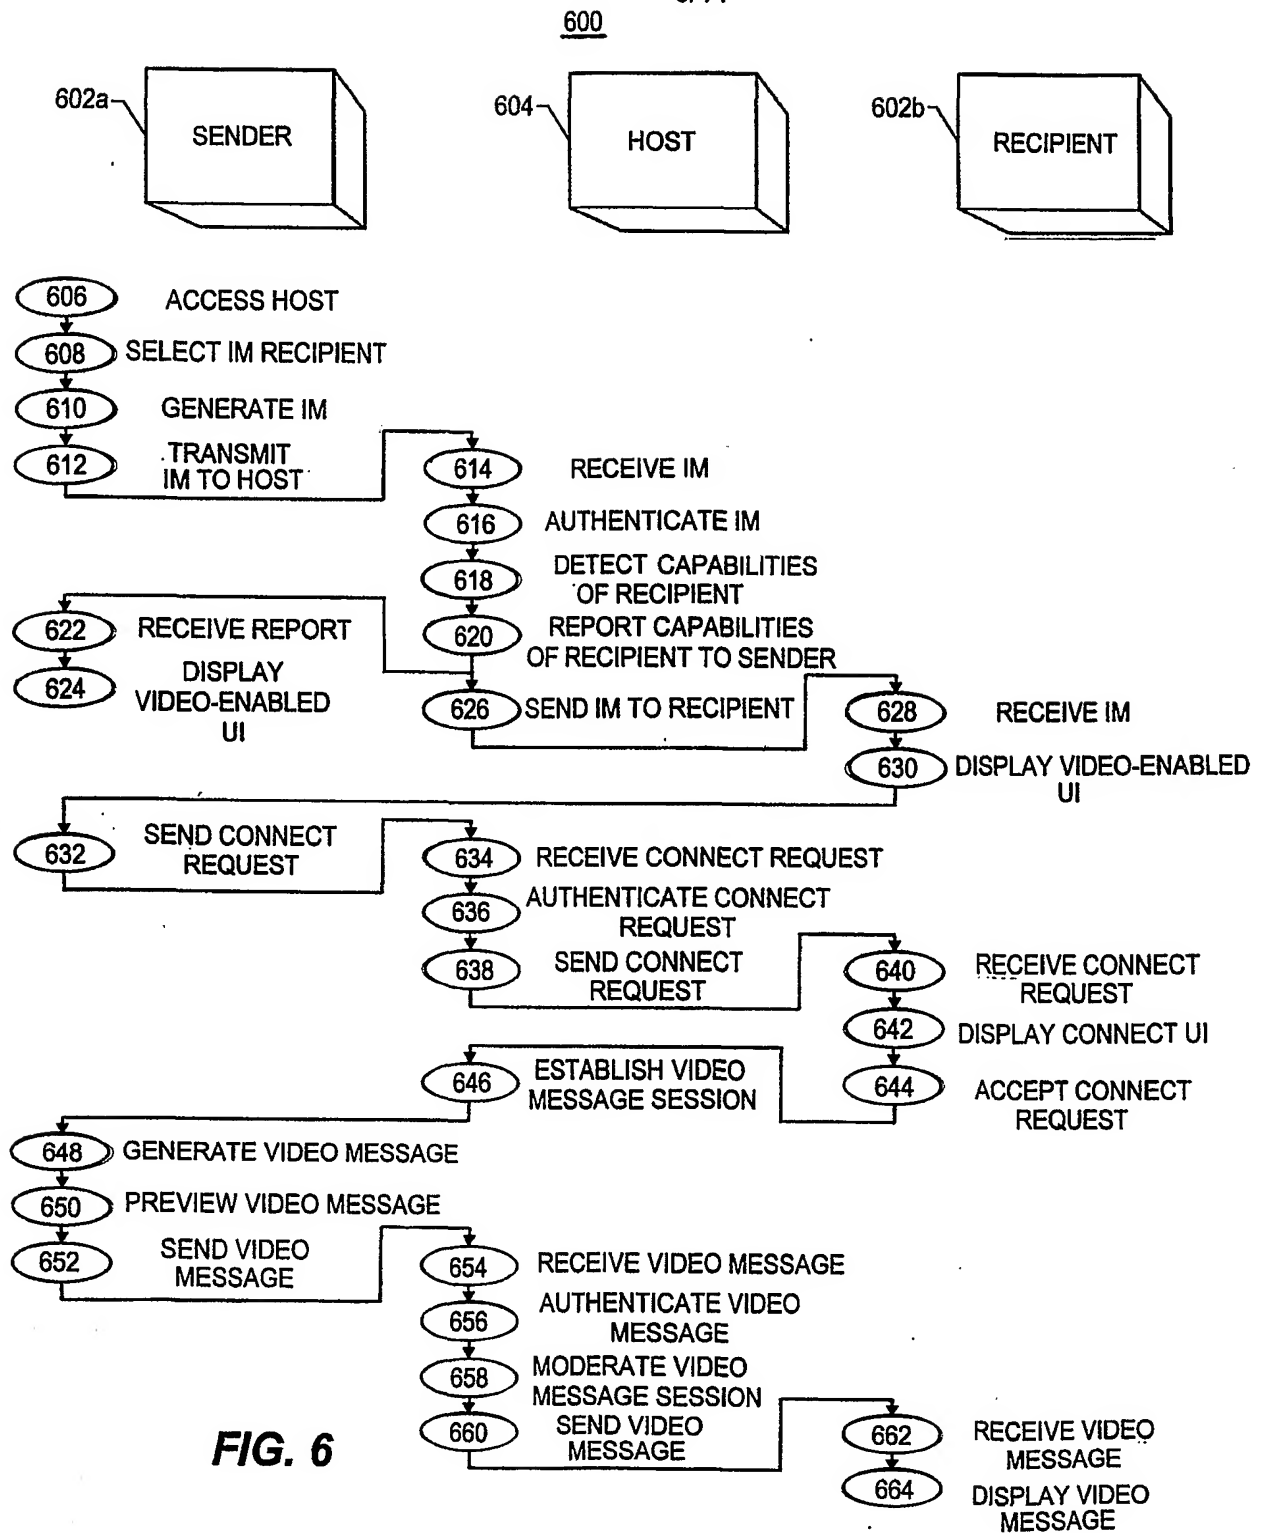 600
602a
SENDER
604
HOST
602b
RECIPIENT
606 ACCESS HOST
608 SELECT IM RECIPIENT
610 GENERATE IM
612 TRANSMIT
IM TO HOST
614 RECEIVE IM
616 AUTHENTICATE IM
618 DETECT CAPABILITIES
OF RECIPIENT
620 REPORT CAPABILITIES
OF RECIPIENT TO SENDER
622 RECEIVE REPORT
624 DISPLAY
VIDEO-ENABLED
UI
626 SEND IM TO RECIPIENT
628 RECEIVE IM
630 DISPLAY VIDEO-ENABLED
UI
632 SEND CONNECT
REQUEST
634 RECEIVE CONNECT REQUEST
636 AUTHENTICATE CONNECT
REQUEST
638 SEND CONNECT
REQUEST
640 RECEIVE CONNECT
REQUEST
642 DISPLAY CONNECT UI
644 ACCEPT CONNECT
REQUEST
646 ESTABLISH VIDEO
MESSAGE SESSION
648 GENERATE VIDEO MESSAGE
650 PREVIEW VIDEO MESSAGE
652 SEND VIDEO
MESSAGE
654 RECEIVE VIDEO MESSAGE
656 AUTHENTICATE VIDEO
MESSAGE
658 MODERATE VIDEO
MESSAGE SESSION
660 SEND VIDEO
MESSAGE
662 RECEIVE VIDEO
MESSAGE
664 DISPLAY VIDEO
MESSAGE
FIG. 6